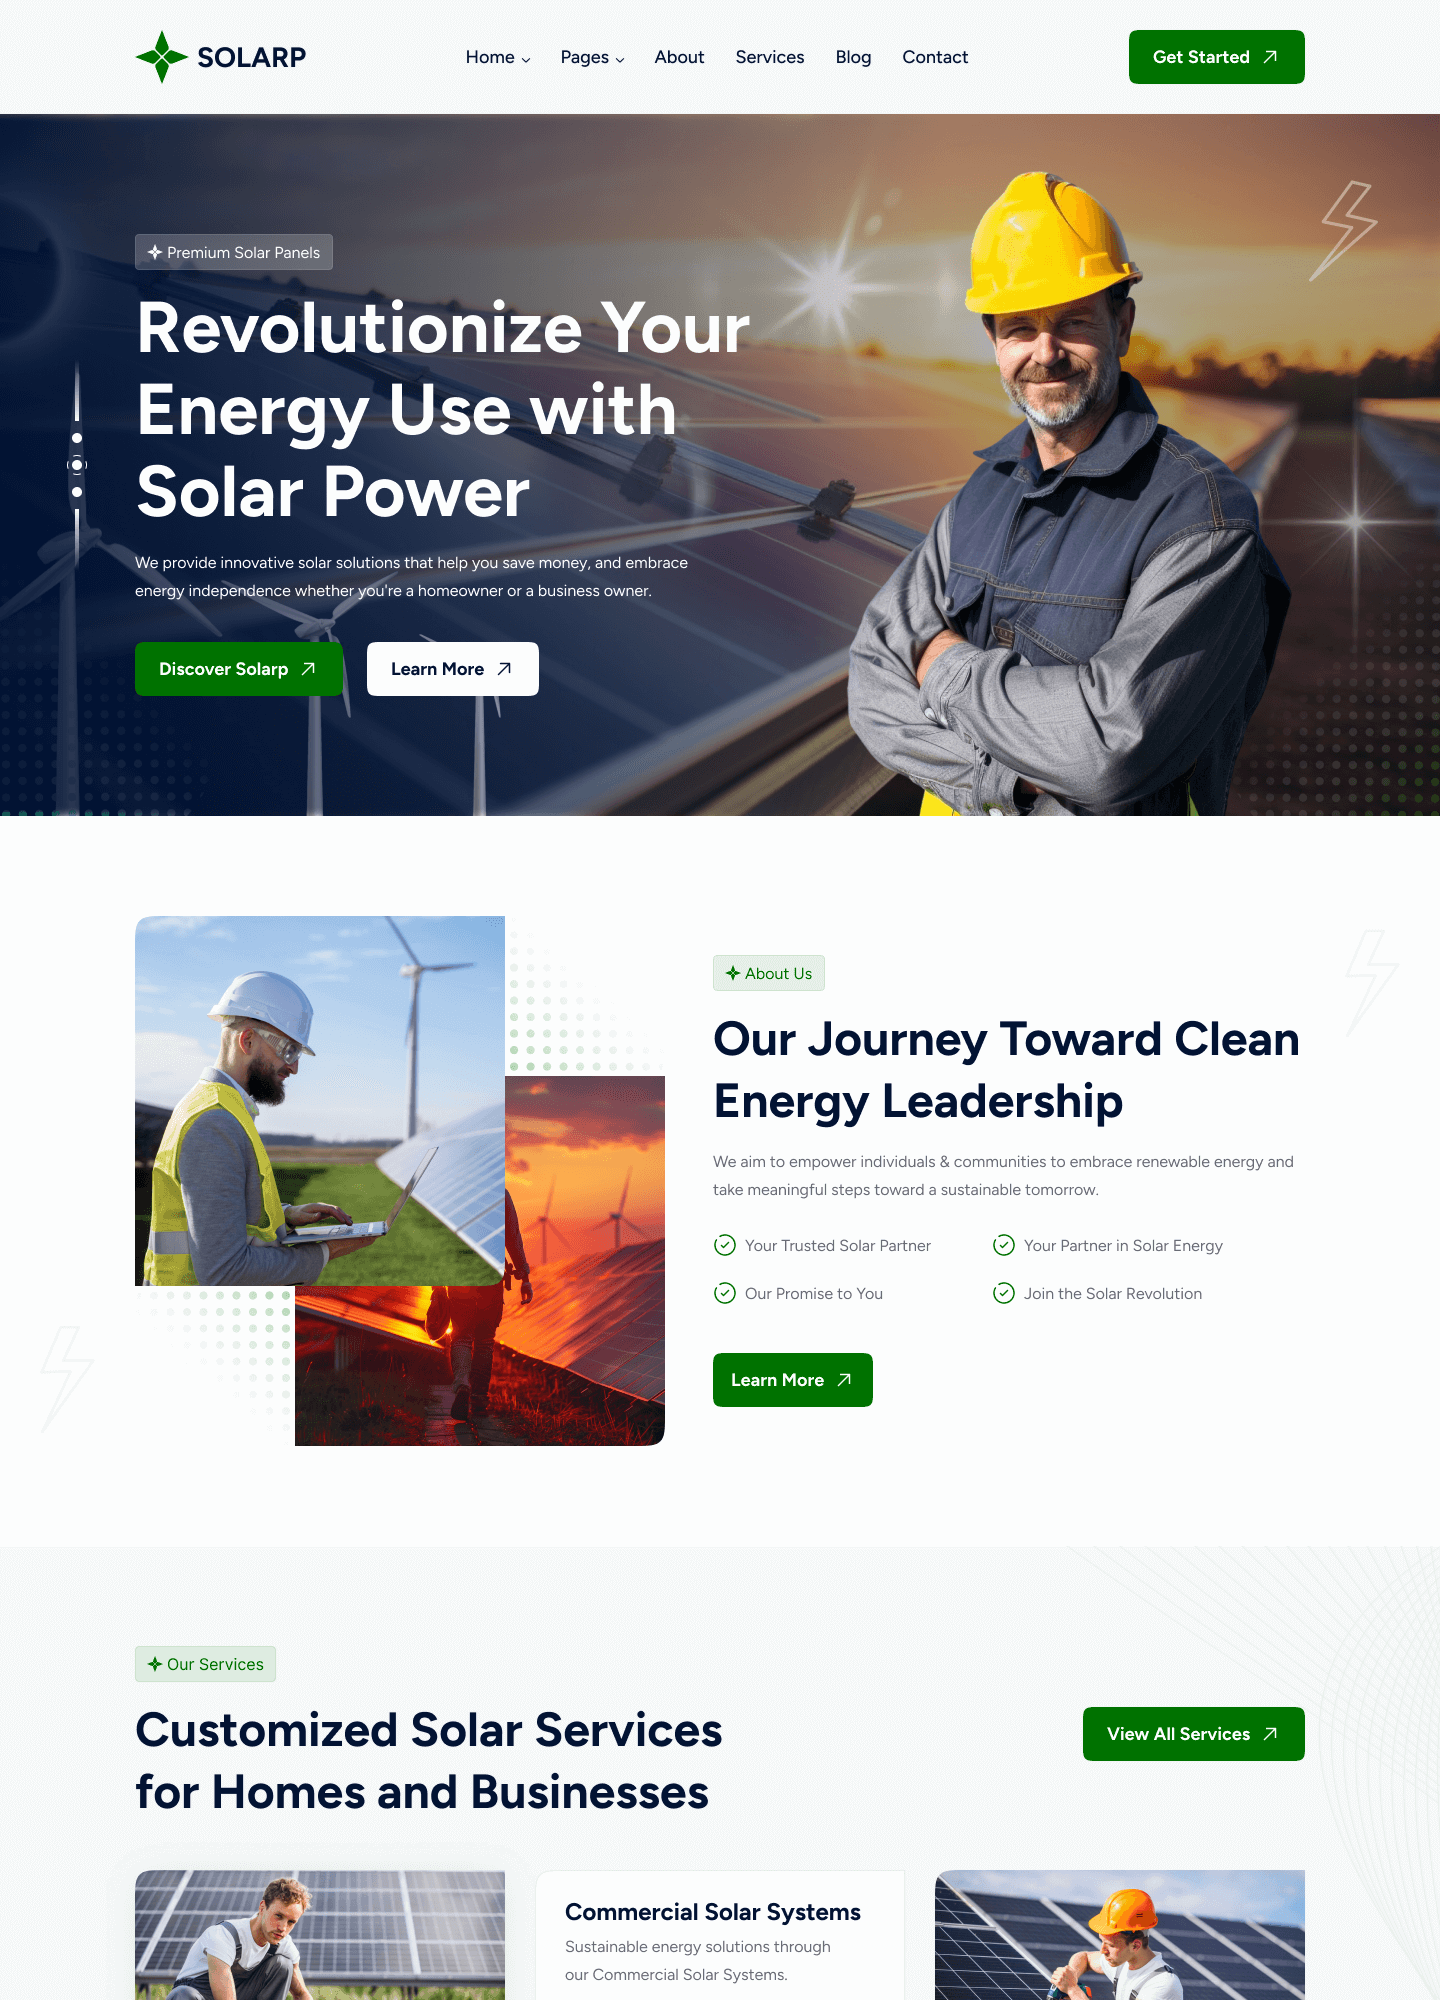 SOLARP
Home
Pages
About
Services
Blog
Contact
Get Started
Premium Solar Panels
Revolutionize Your
Energy Use with
Solar Power
We provide innovative solar solutions that help you save money, and embrace
energy independence whether you're a homeowner or a business owner.
Discover Solarp
Learn More
About Us
Our Journey Toward Clean
Energy Leadership
We aim to empower individuals & communities to embrace renewable energy and
take meaningful steps toward a sustainable tomorrow.
Your Trusted Solar Partner
Your Partner in Solar Energy
Our Promise to You
Join the Solar Revolution
Learn More
Our Services
Customized Solar Services
for Homes and Businesses
View All Services
Commercial Solar Systems
Sustainable energy solutions through
our Commercial Solar Systems.